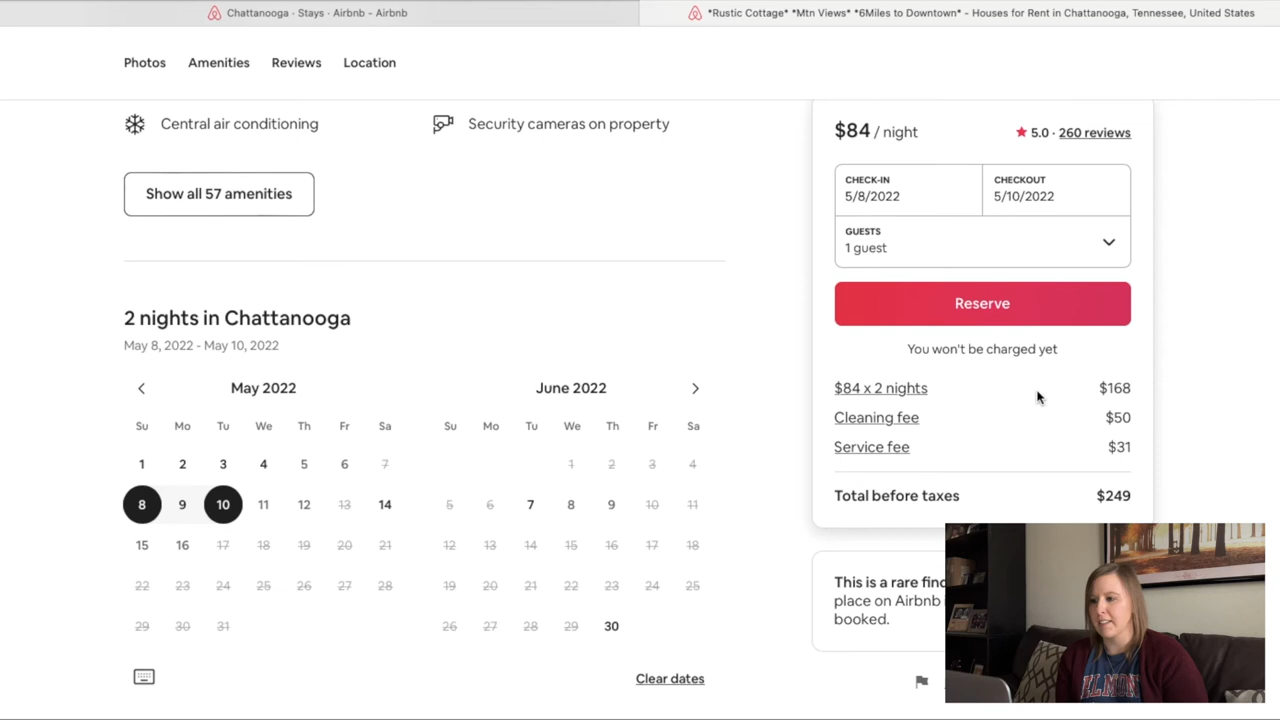 Chattanooga · Stays · Airbnb - Airbnb
*Rustic Cottage* *Mtn Views* *6Miles to Downtown* - Houses for Rent in Chattanooga, Tennessee, United States
Photos Amenities Reviews Location
Central air conditioning
Security cameras on property
Show all 57 amenities
2 nights in Chattanooga
May 8, 2022 - May 10, 2022
May 2022
Su Mo Tu We Th Fr Sa
1 2 3 4 5 6 7
8 9 10 11 12 13 14
15 16 17 18 19 20 21
22 23 24 25 26 27 28
29 30 31
June 2022
Su Mo Tu We Th Fr Sa
1 2 3 4
5 6 7 8 9 10 11
12 13 14 15 16 17 18
19 20 21 22 23 24 25
26 27 28 29 30
Clear dates
$84 / night
5.0 · 260 reviews
CHECK-IN
5/8/2022
CHECKOUT
5/10/2022
GUESTS
1 guest
Reserve
You won't be charged yet
$84 x 2 nights $168
Cleaning fee $50
Service fee $31
Total before taxes $249
This is a rare find
place on Airbnb
booked.